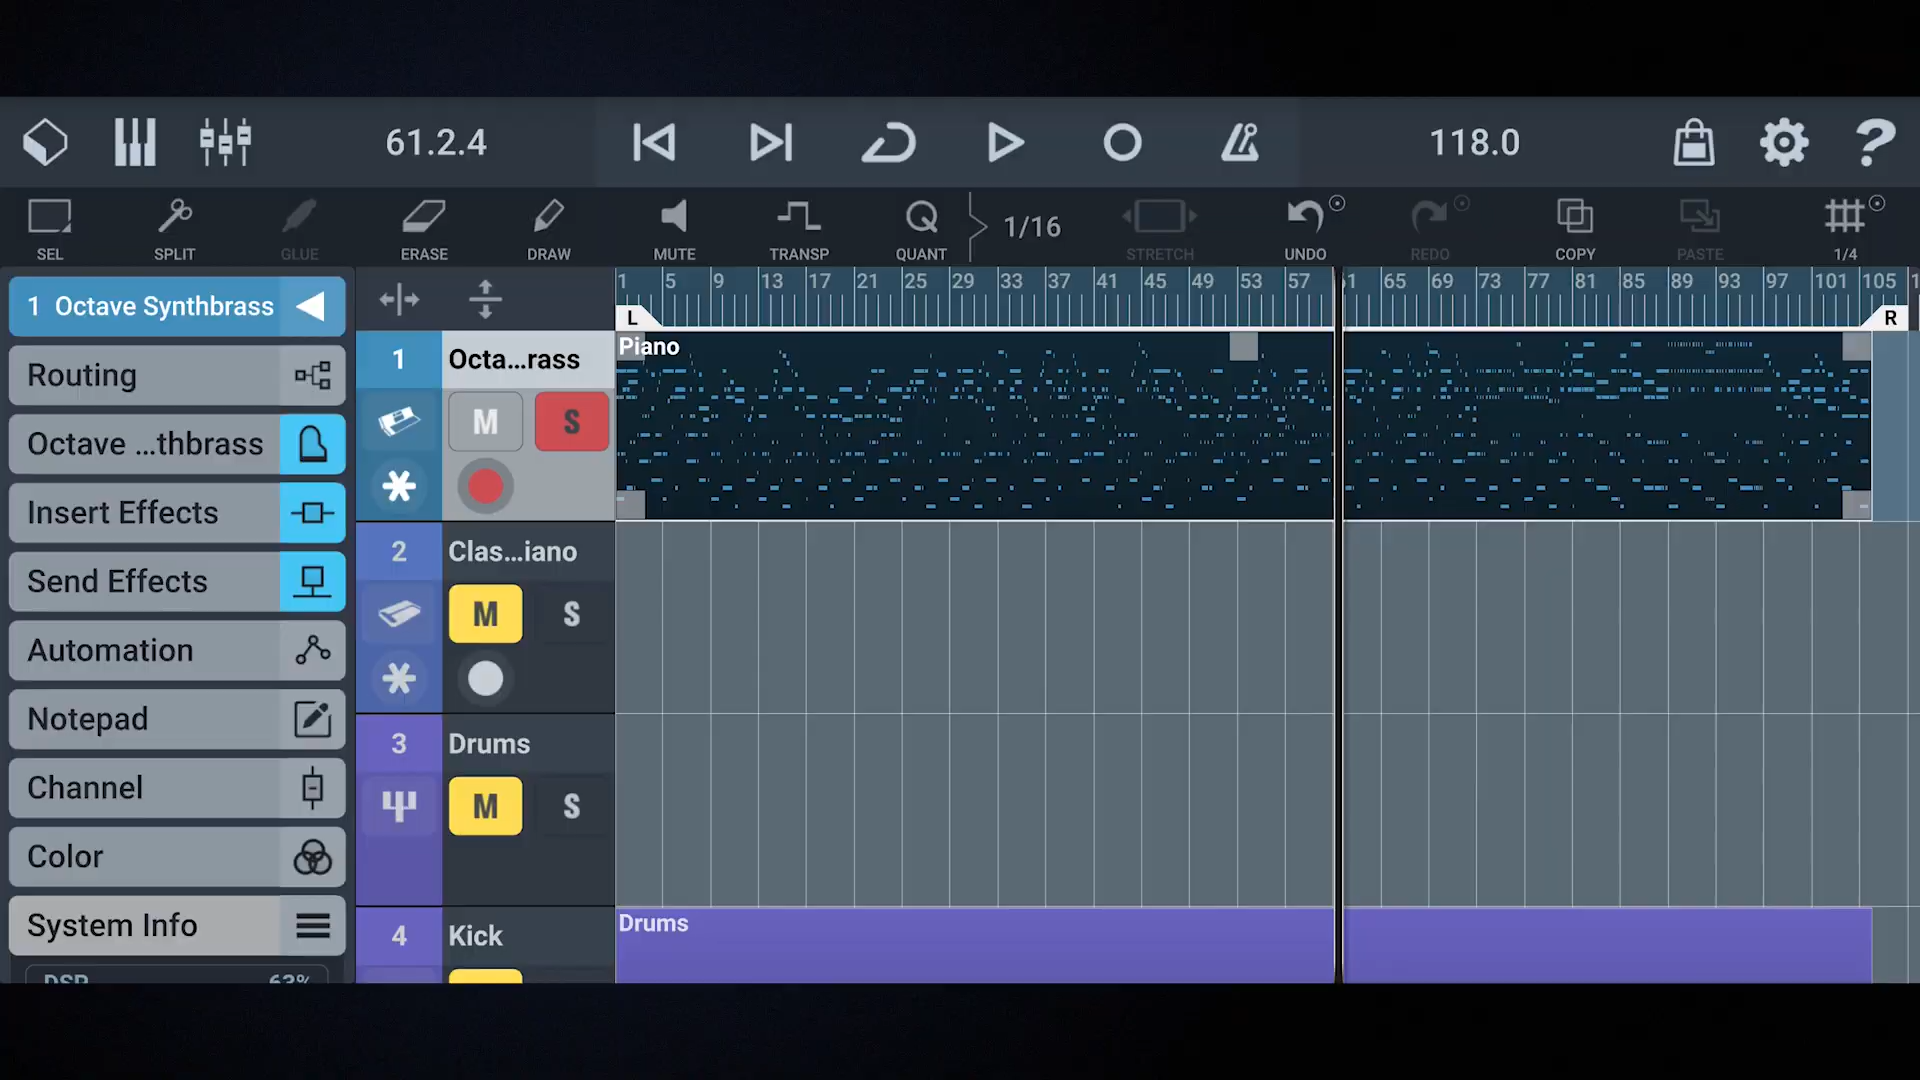 61.2.4
118.0
?
SEL
SPLIT
GLUE
ERASE
DRAW
MUTE
TRANSP
Q
QUANT
1/16
STRETCH
UNDO
REDO
COPY
PASTE
1/4
1 Octave Synthbrass
1 5 9 13 17 21 25 29 33 37 41 45 49 53 57 61 65 69 73 77 81 85 89 93 97 101 105
L
R
Routing
Octave ...thbrass
Insert Effects
Send Effects
Automation
Notepad
Channel
Color
System Info
DSP 63%
1 Octa...rass
M S
Piano
2 Clas...iano
M S
3 Drums
M S
4 Kick
Drums